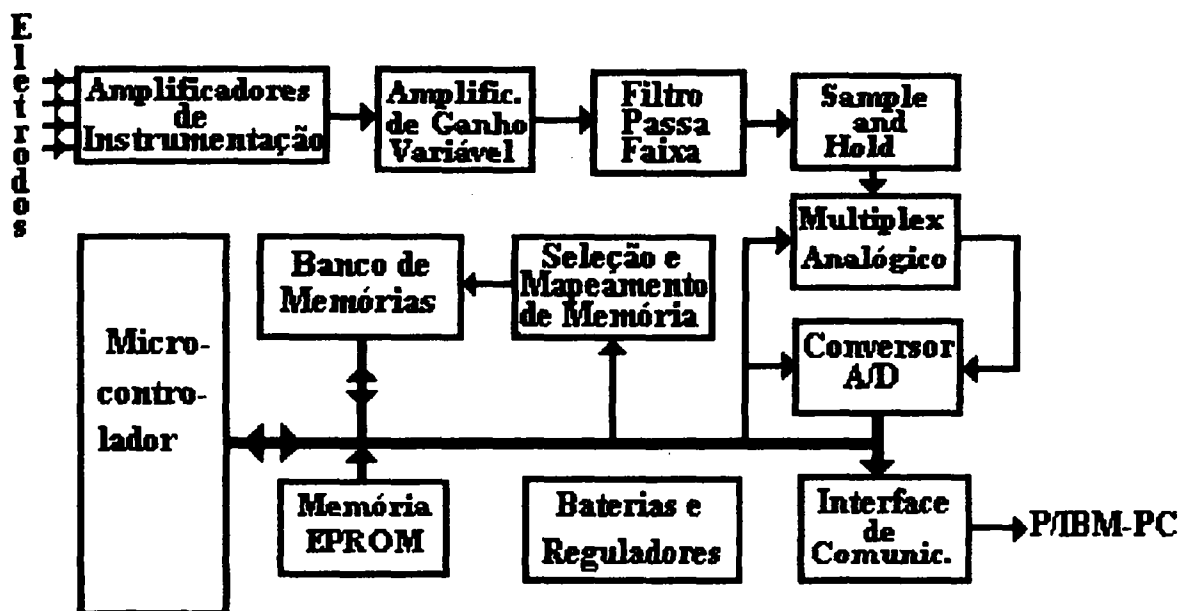 Eletrodos
Amplificadores
de
Instrumentação
Amplific.
de Ganho
Variável
Filtro
Passa
Faixa
Sample
and
Hold
Multiplex
Analógico
Banco de
Memórias
Seleção e
Mapeamento
de Memória
Micro-
contro-
lador
Conversor
A/D
Memória
EPROM
Baterias e
Reguladores
Interface
de
Comunic.
P/IBM-PC